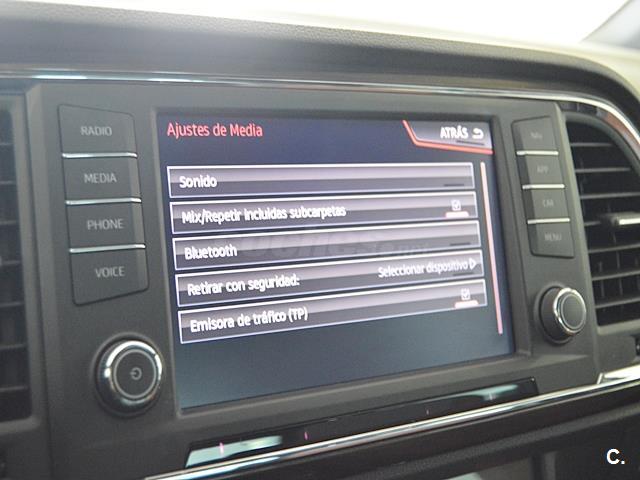 RADIO
MEDIA
PHONE
VOICE
Ajustes de Media
ATRÁS
Sonido
Mix/Repetir incluidas subcarpetas
Bluetooth
Retirar con seguridad: Seleccionar dispositivo
Emisora de tráfico (TP)
NAV
APP
CAR
MENU
C.